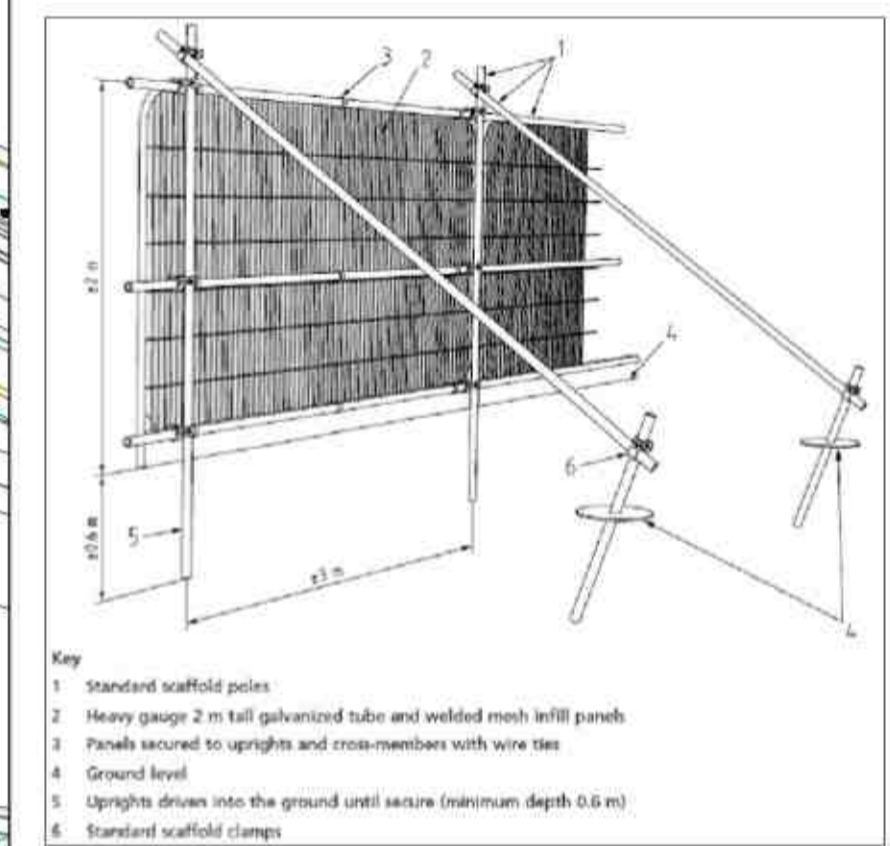 1
3
2
±2 m
4
6
5
±0.6 m
±3 m
4
Key
1 Standard scaffold poles
2 Heavy gauge 2 m tall galvanized tube and welded mesh infill panels
3 Panels secured to uprights and cross-members with wire ties
4 Ground level
5 Uprights driven into the ground until secure (minimum depth 0.6 m)
6 Standard scaffold clamps